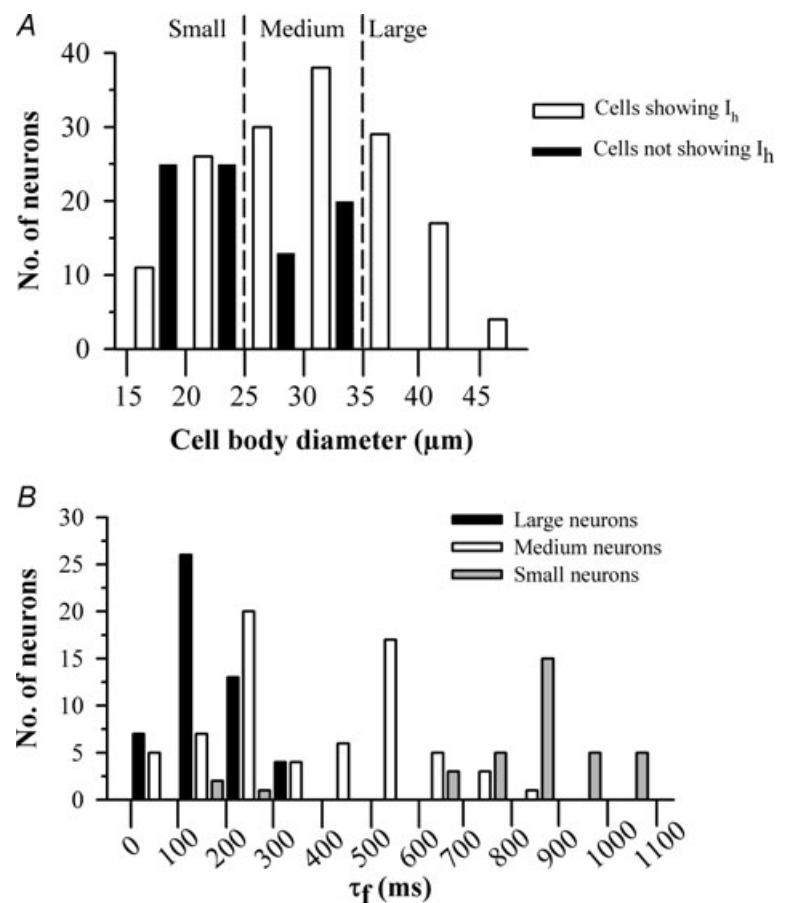 A
Small Medium Large
40
30
20
10
0
No. of neurons
15 20 25 30 35 40 45
Cell body diameter (µm)
Cells showing Ih
Cells not showing Ih
B
30
25
20
15
10
5
0
No. of neurons
Large neurons
Medium neurons
Small neurons
0 100 200 300 400 500 600 700 800 900 1000 1100
τf (ms)